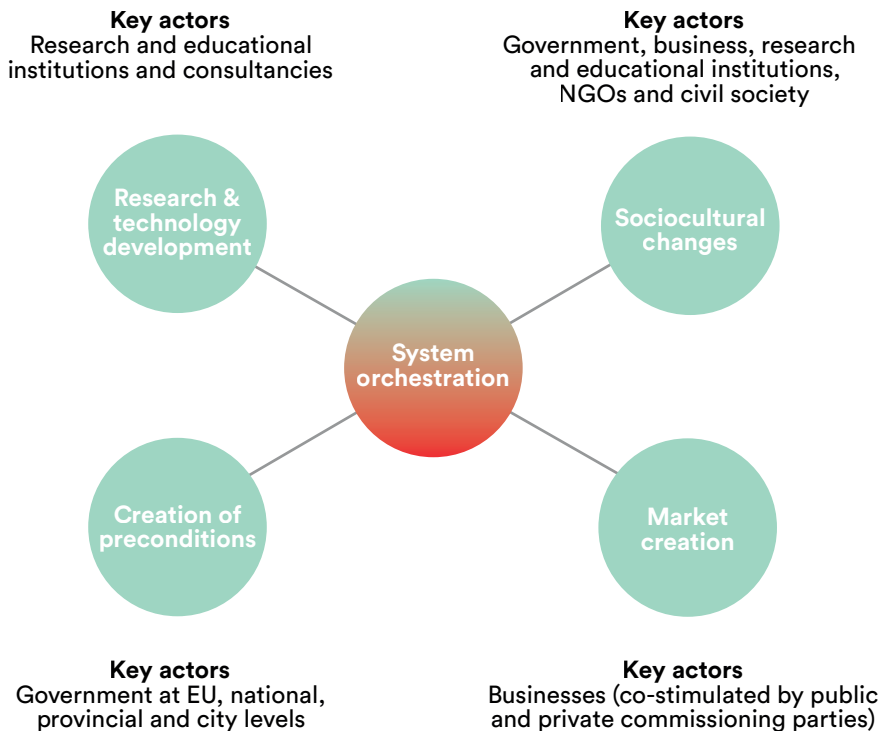 Key actors
Research and educational
institutions and consultancies
Key actors
Government, business, research
and educational institutions,
NGOs and civil society
Research &
technology
development
Sociocultural
changes
System
orchestration
Creation of
preconditions
Market
creation
Key actors
Government at EU, national,
provincial and city levels
Key actors
Businesses (co-stimulated by public
and private commissioning parties)